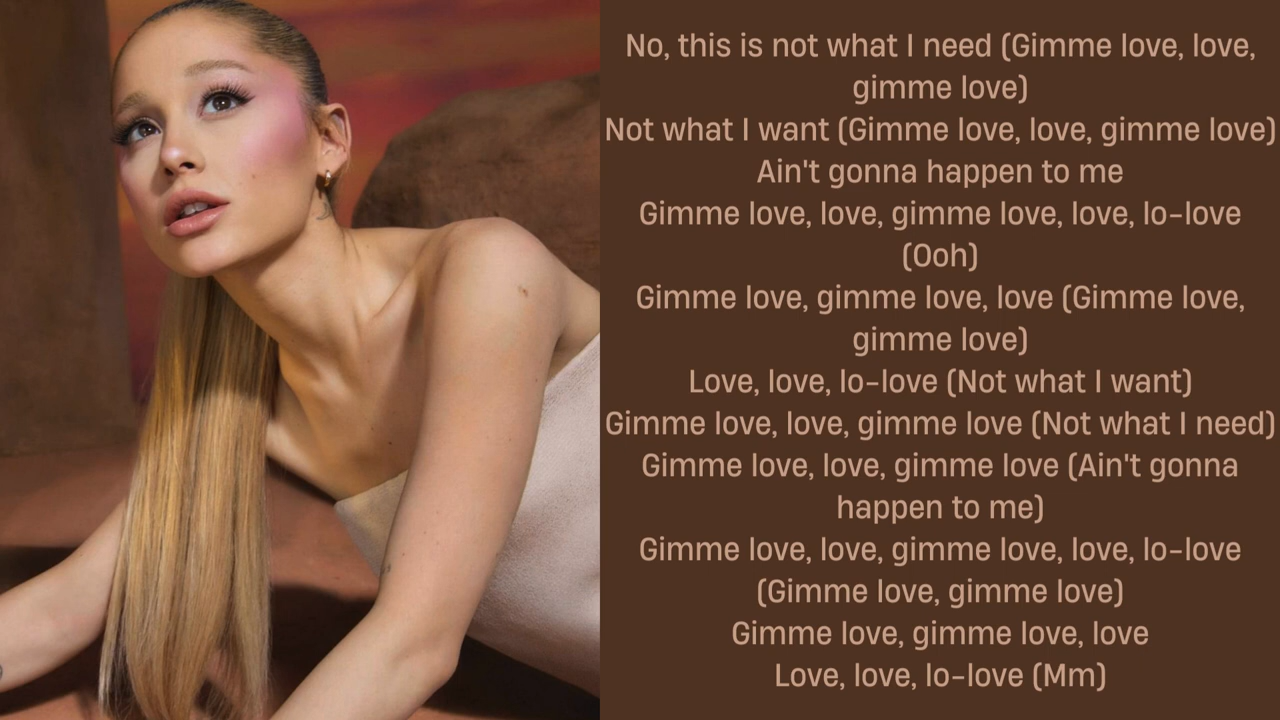 No, this is not what I need (Gimme love, love,
gimme love)
Not what I want (Gimme love, love, gimme love)
Ain't gonna happen to me
Gimme love, love, gimme love, love, lo-love
(Ooh)
Gimme love, gimme love, love (Gimme love,
gimme love)
Love, love, lo-love (Not what I want)
Gimme love, love, gimme love (Not what I need)
Gimme love, love, gimme love (Ain't gonna
happen to me)
Gimme love, love, gimme love, love, lo-love
(Gimme love, gimme love)
Gimme love, gimme love, love
Love, love, lo-love (Mm)